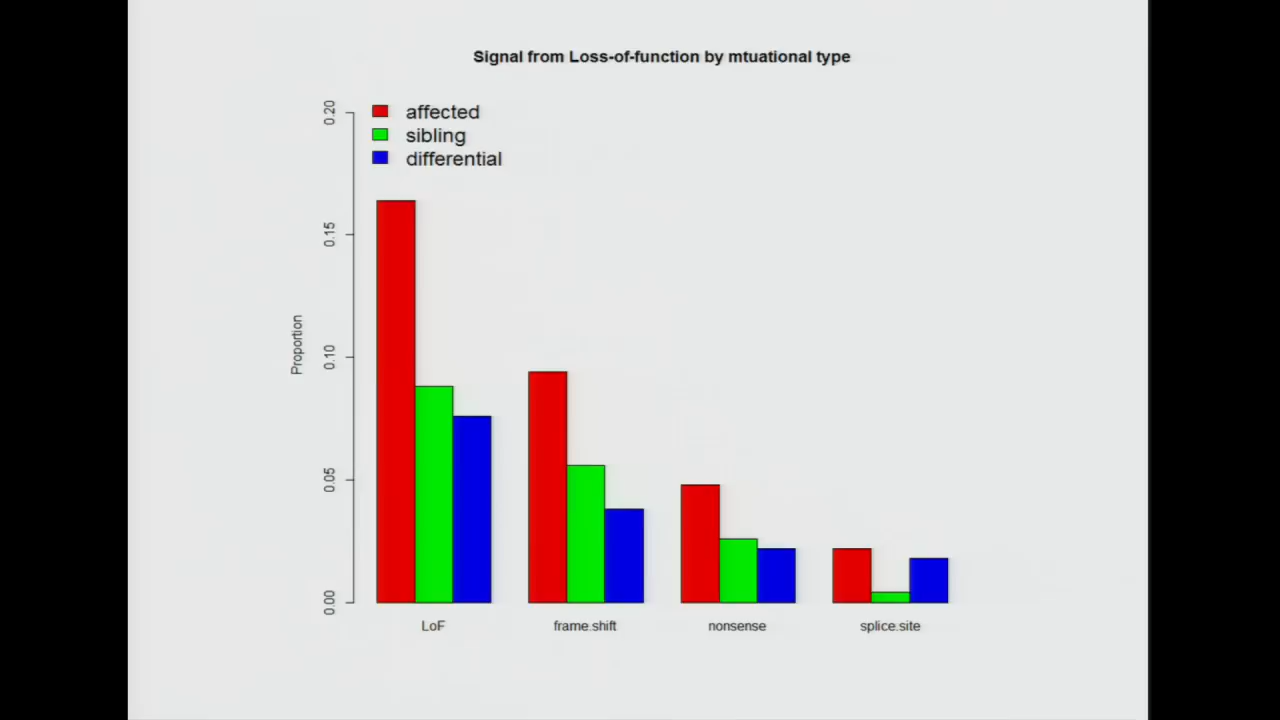 Signal from Loss-of-function by mtuational type
affected
sibling
differential
0.20
0.15
0.10
0.05
0.00
Proportion
LoF
frame.shift
nonsense
splice.site